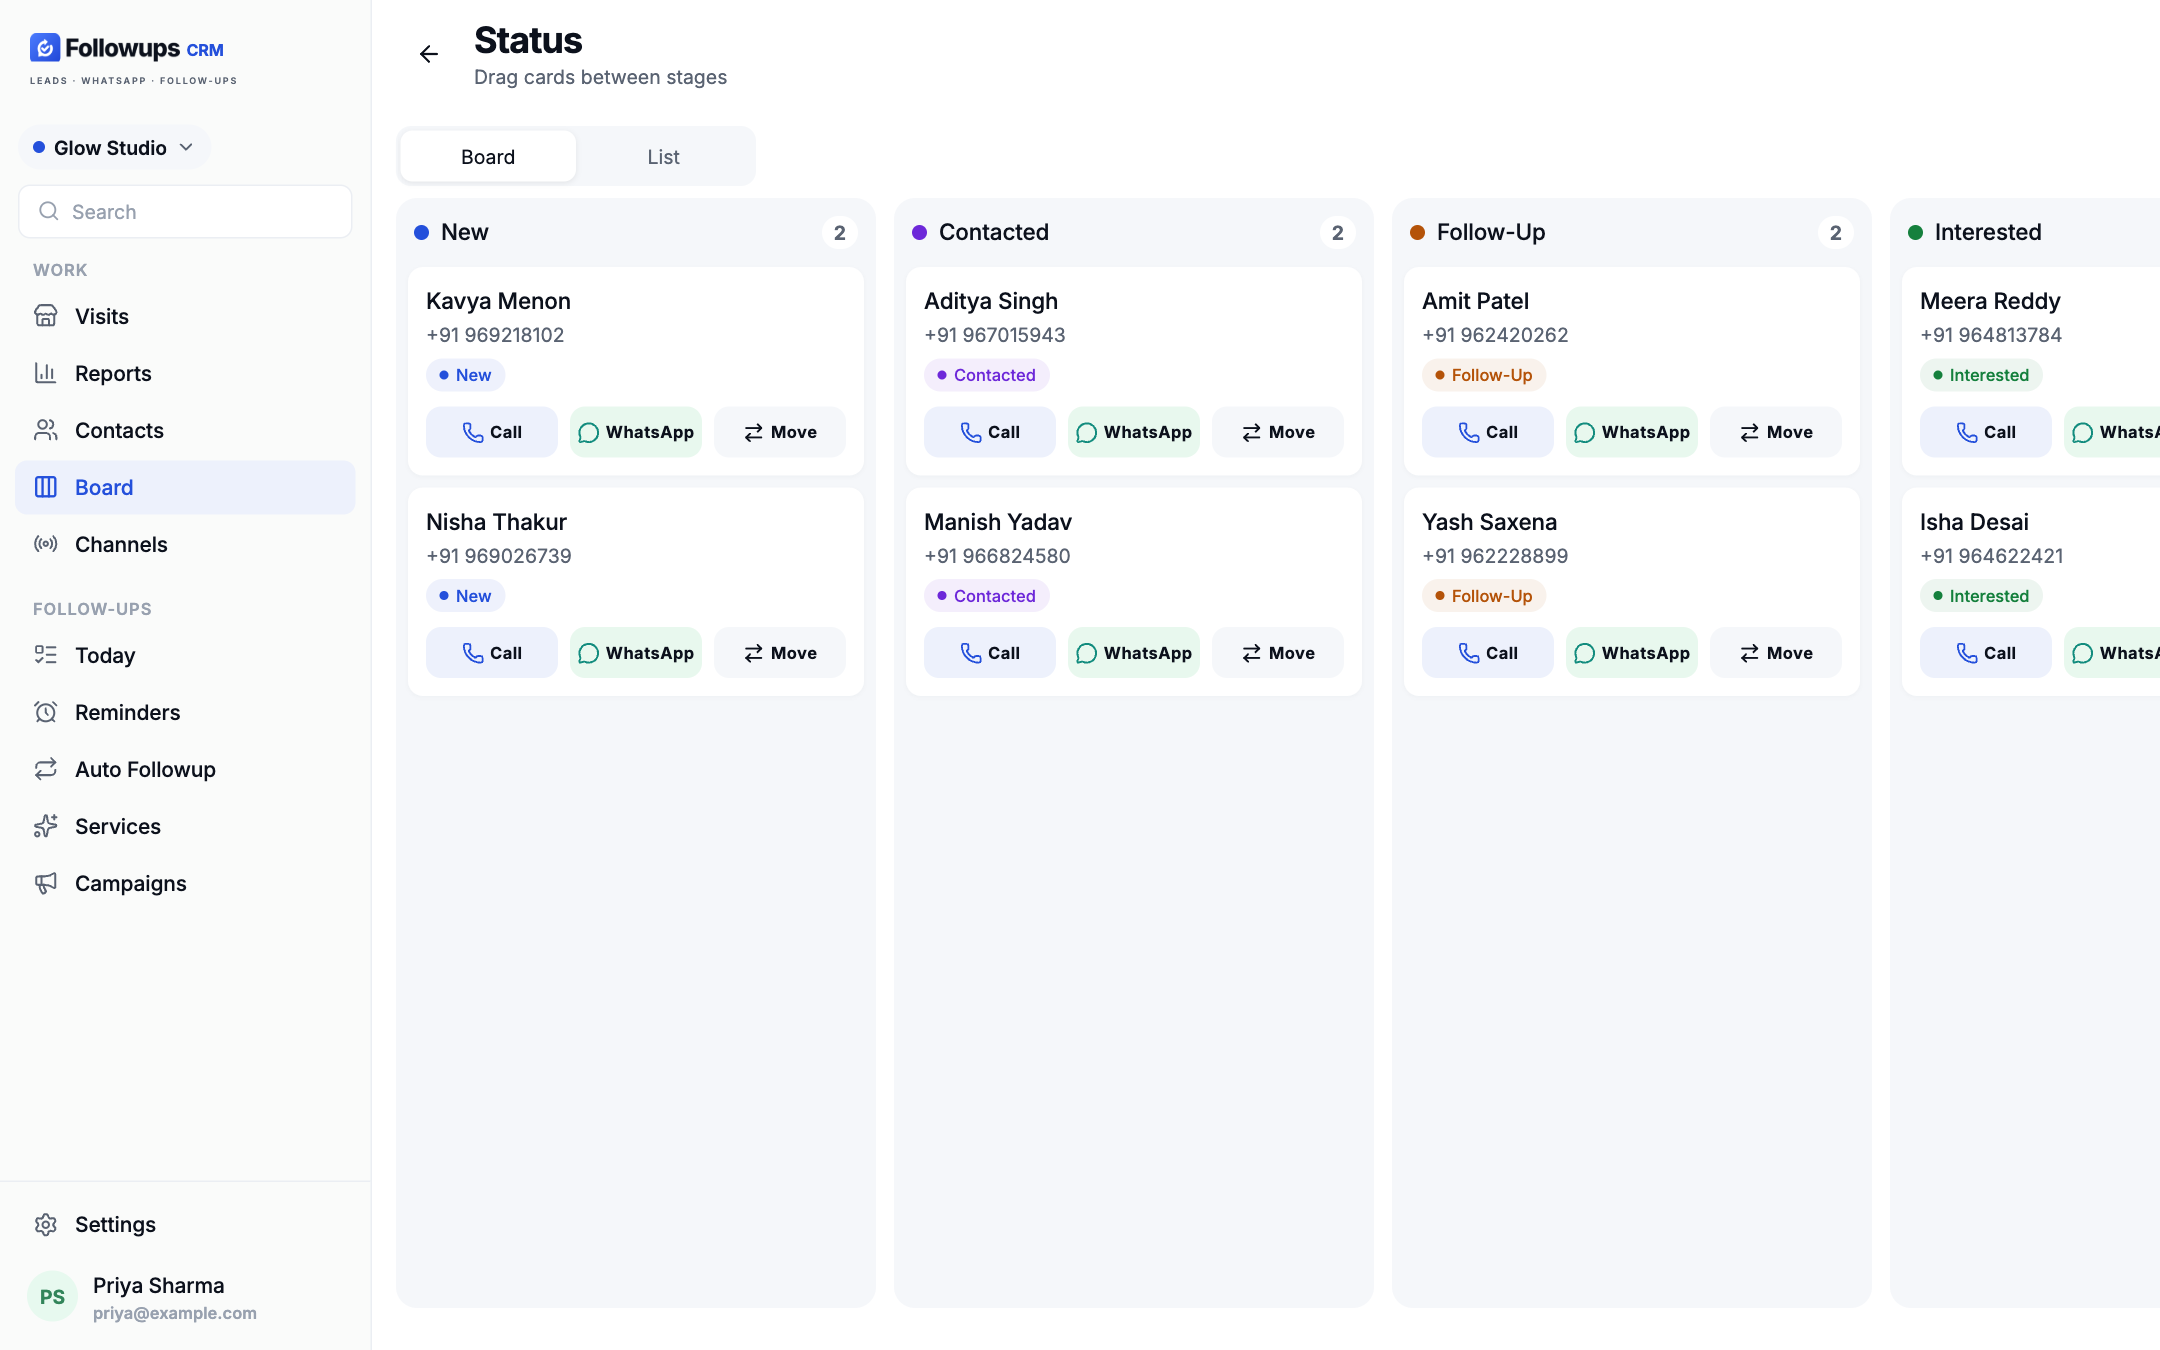 Followups CRM
LEADS · WHATSAPP · FOLLOW-UPS
Glow Studio
Search
WORK
Visits
Reports
Contacts
Board
Channels
FOLLOW-UPS
Today
Reminders
Auto Followup
Services
Campaigns
Settings
PS
Priya Sharma
priya@example.com
Status
Drag cards between stages
Board
List
New 2
Kavya Menon
+91 969218102
New
Call WhatsApp Move
Nisha Thakur
+91 969026739
New
Call WhatsApp Move
Contacted 2
Aditya Singh
+91 967015943
Contacted
Call WhatsApp Move
Manish Yadav
+91 966824580
Contacted
Call WhatsApp Move
Follow-Up 2
Amit Patel
+91 962420262
Follow-Up
Call WhatsApp Move
Yash Saxena
+91 962228899
Follow-Up
Call WhatsApp Move
Interested
Meera Reddy
+91 964813784
Interested
Call
Isha Desai
+91 964622421
Interested
Call